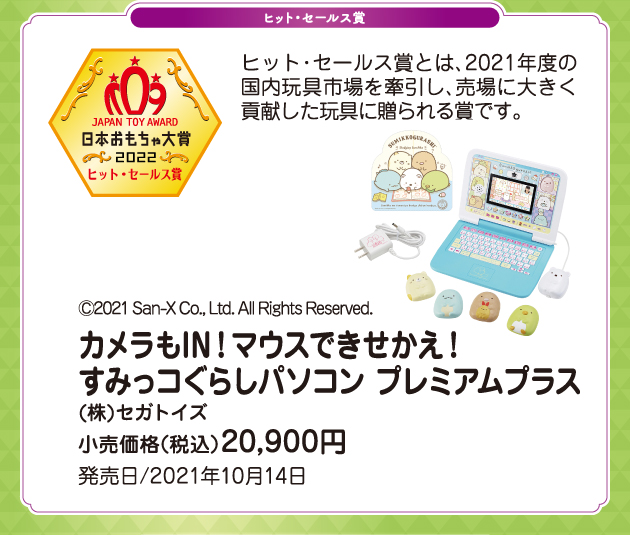 ヒット・セールス賞
ヒット・セールス賞とは、2021年度の
国内玩具市場を牽引し、売場に大きく
貢献した玩具に贈られる賞です。
JAPAN TOY AWARD
日本おもちゃ大賞
2022
ヒット・セールス賞
SUMIKKOGURASHI
©2021 San-X Co., Ltd. All Rights Reserved.
カメラもIN！マウスできせかえ！
すみっコぐらしパソコン プレミアムプラス
（株）セガトイズ
小売価格（税込）20,900円
発売日/2021年10月14日